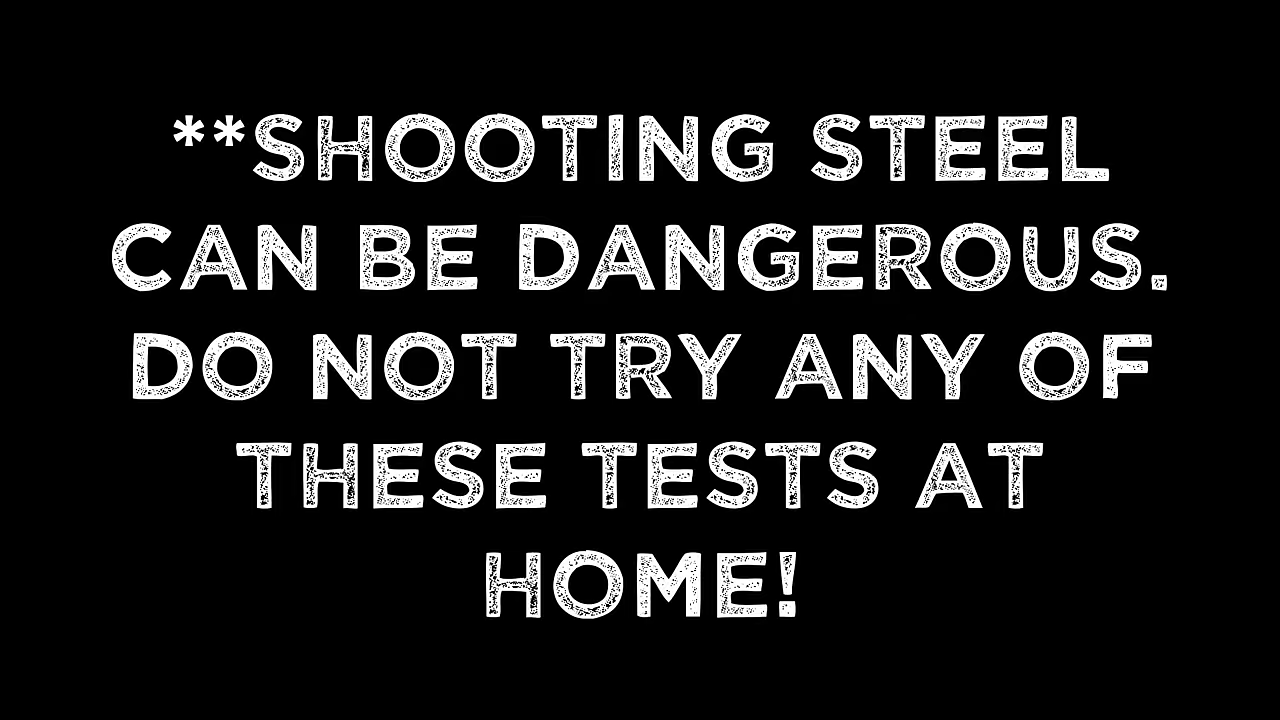 **SHOOTING STEEL
CAN BE DANGEROUS.
DO NOT TRY ANY OF
THESE TESTS AT
HOME!